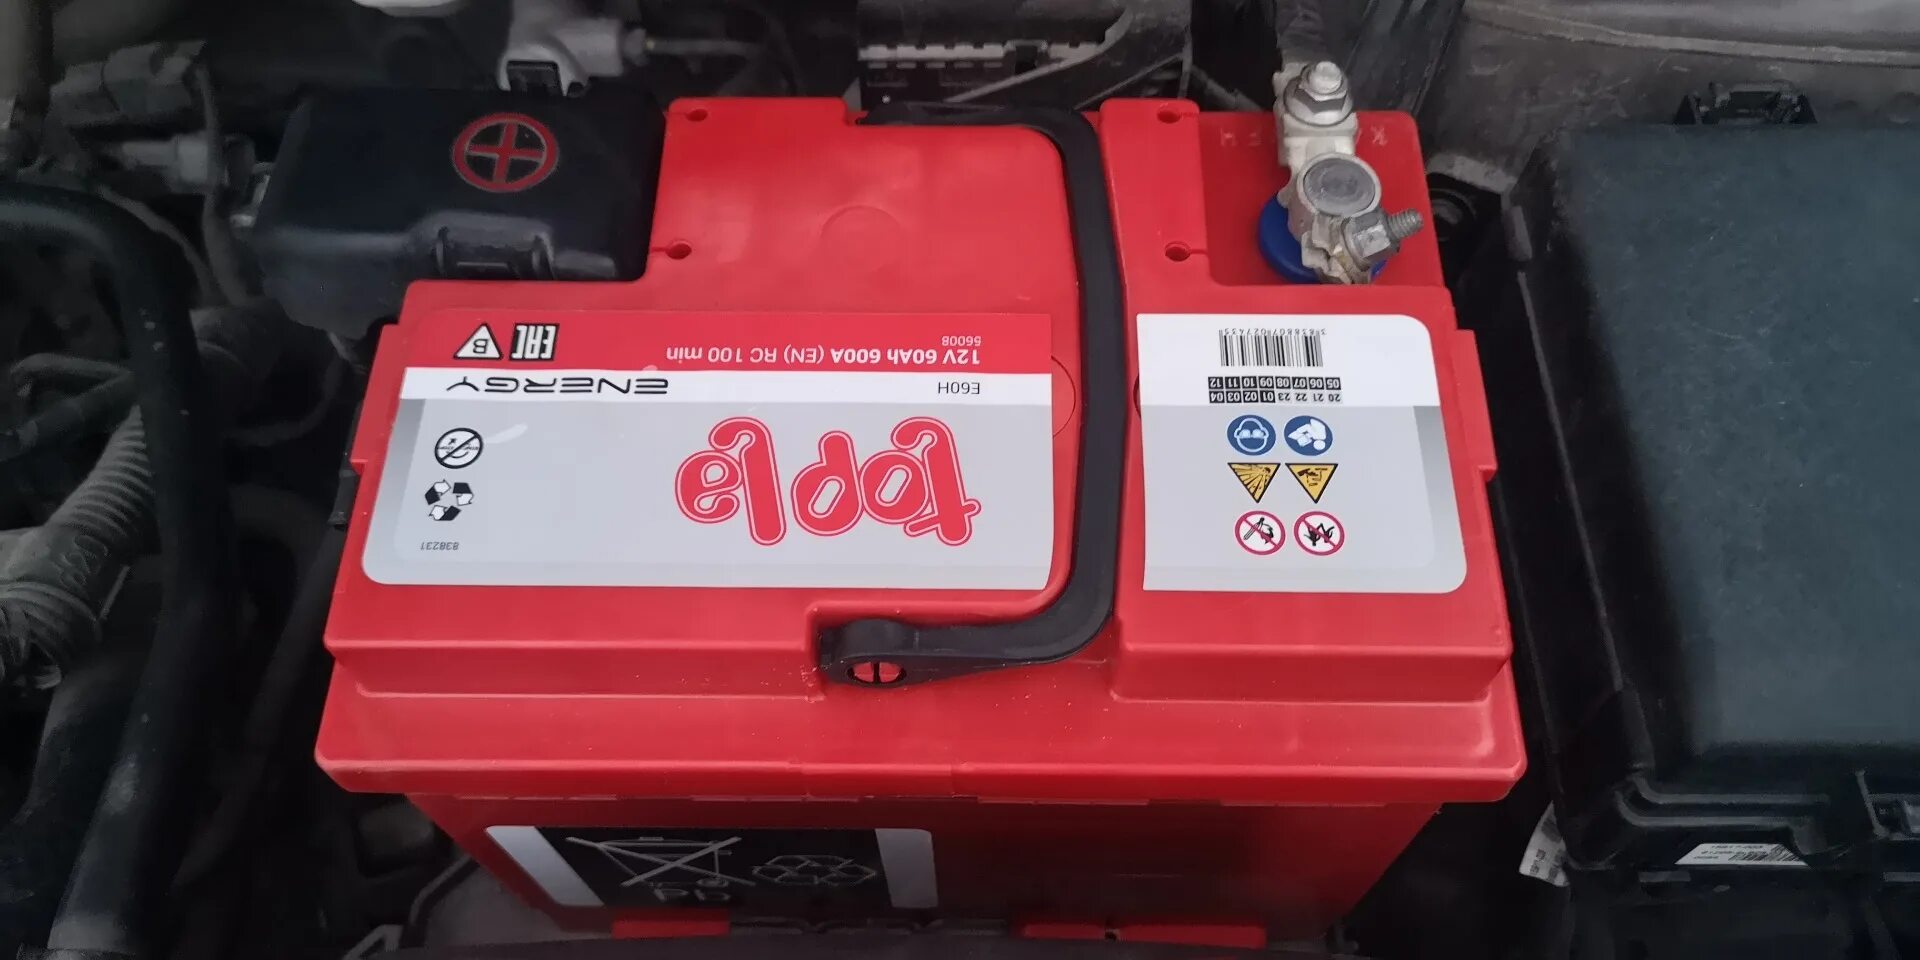 838231
topla
E60H ENERGY
12V 60Ah 600A (EN) RC 100 min
56008
EAC
B
20 21 22 23 01 02 03 04
05 06 07 08 09 10 11 12
Pb